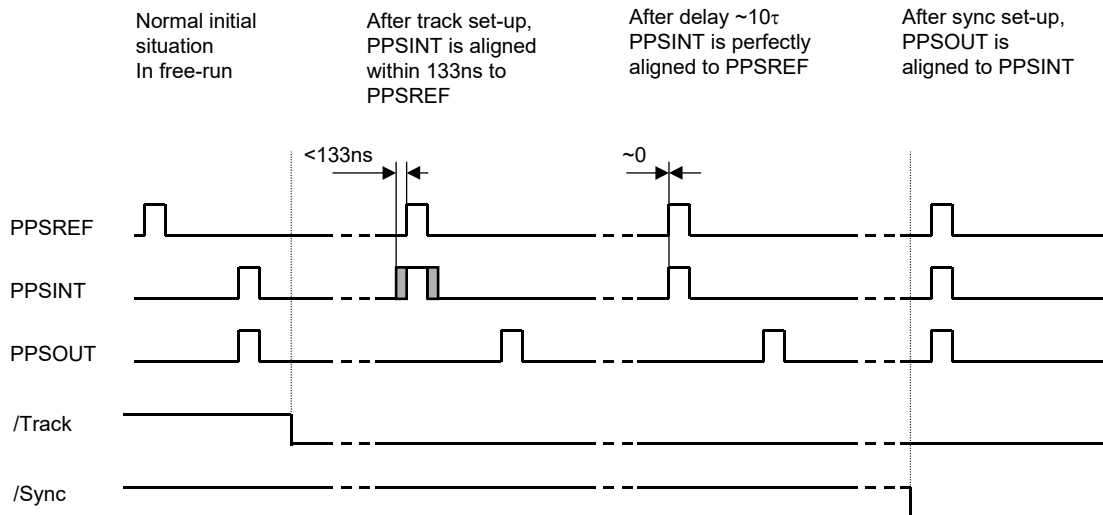 Normal initial
situation
In free-run
After track set-up,
PPSINT is aligned
within 133ns to
PPSREF
After delay ~10τ
PPSINT is perfectly
aligned to PPSREF
After sync set-up,
PPSOUT is
aligned to PPSINT
<133ns
~0
PPSREF
PPSINT
PPSOUT
/Track
/Sync